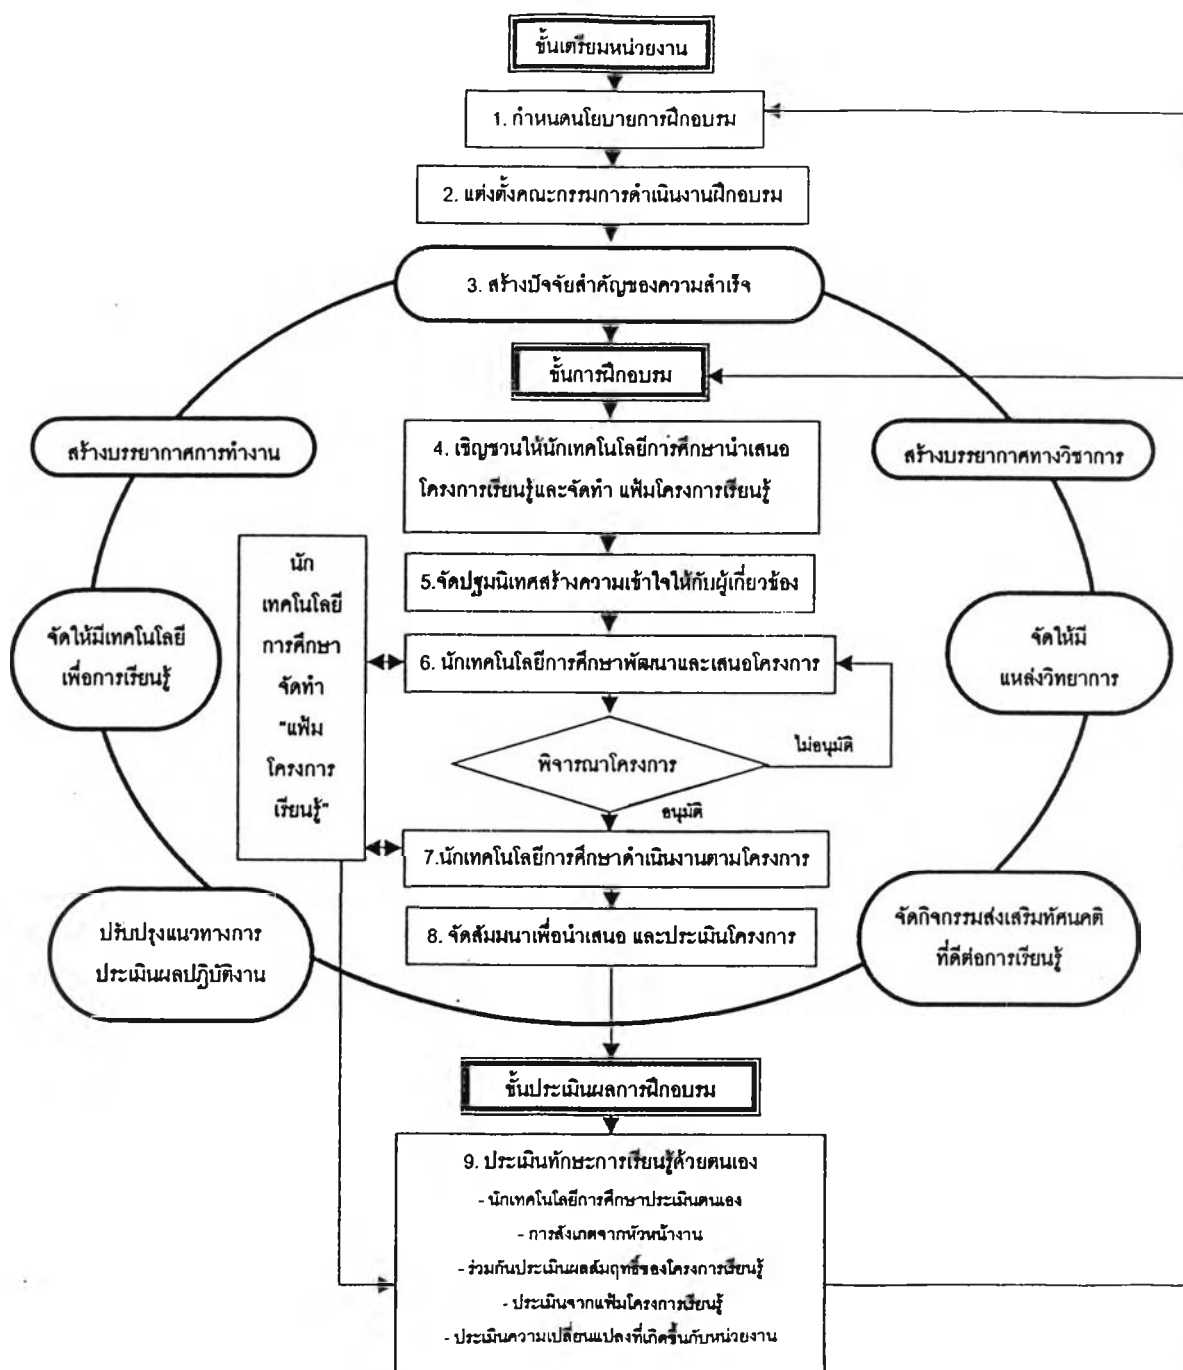 ขั้นเตรียมหน่วยงาน
1. กำหนดนโยบายการฝึกอบรม
2. แต่งตั้งคณะกรรมการดำเนินงานฝึกอบรม
3. สร้างปัจจัยสำคัญของความสำเร็จ
ขั้นการฝึกอบรม
สร้างบรรยากาศการทำงาน
4. เชิญชวนให้นักเทคโนโลยีการศึกษานำเสนอ
โครงการเรียนรู้และจัดทำ แฟ้มโครงการเรียนรู้
สร้างบรรยากาศทางวิชาการ
5.จัดปฐมนิเทศสร้างความเข้าใจให้กับผู้เกี่ยวข้อง
จัดให้มีเทคโนโลยี
เพื่อการเรียนรู้
นัก
เทคโนโลยี
การศึกษา
จัดทำ
"แฟ้ม
โครงการ
เรียนรู้"
6. นักเทคโนโลยีการศึกษาพัฒนาและเสนอโครงการ
จัดให้มี
แหล่งวิทยาการ
พิจารณาโครงการ
ไม่อนุมัติ
อนุมัติ
7.นักเทคโนโลยีการศึกษาดำเนินงานตามโครงการ
8. จัดสัมมนาเพื่อนำเสนอ และประเมินโครงการ
ปรับปรุงแนวทางการ
ประเมินผลปฏิบัติงาน
จัดกิจกรรมส่งเสริมทัศนคติ
ที่ดีต่อการเรียนรู้
ขั้นประเมินผลการฝึกอบรม
9. ประเมินทักษะการเรียนรู้ด้วยตนเอง
- นักเทคโนโลยีการศึกษาประเมินตนเอง
- การสังเกตจากหัวหน้างาน
- ร่วมกันประเมินผลสัมฤทธิ์ของโครงการเรียนรู้
- ประเมินจากแฟ้มโครงการเรียนรู้
- ประเมินความเปลี่ยนแปลงที่เกิดขึ้นกับหน่วยงาน